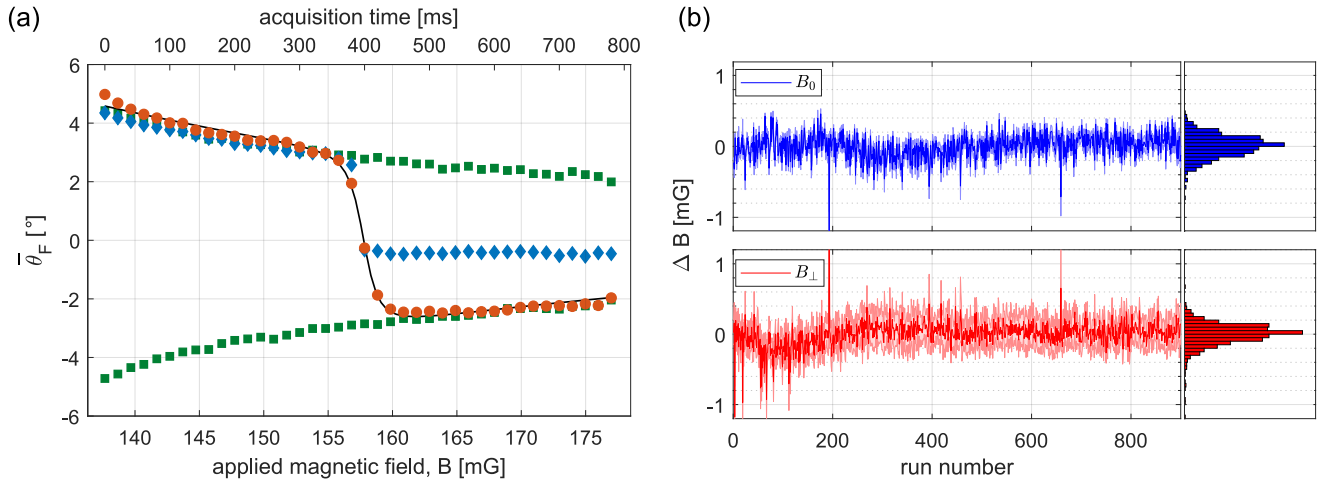 (a)
acquisition time [ms]
0 100 200 300 400 500 600 700 800
6
4
2
0
-2
-4
-6
θ̅_F [°]
140 145 150 155 160 165 170 175
applied magnetic field, B [mG]
(b)
1
0
-1
B₀
Δ B [mG]
1
0
-1
B⊥
0 200 400 600 800
run number